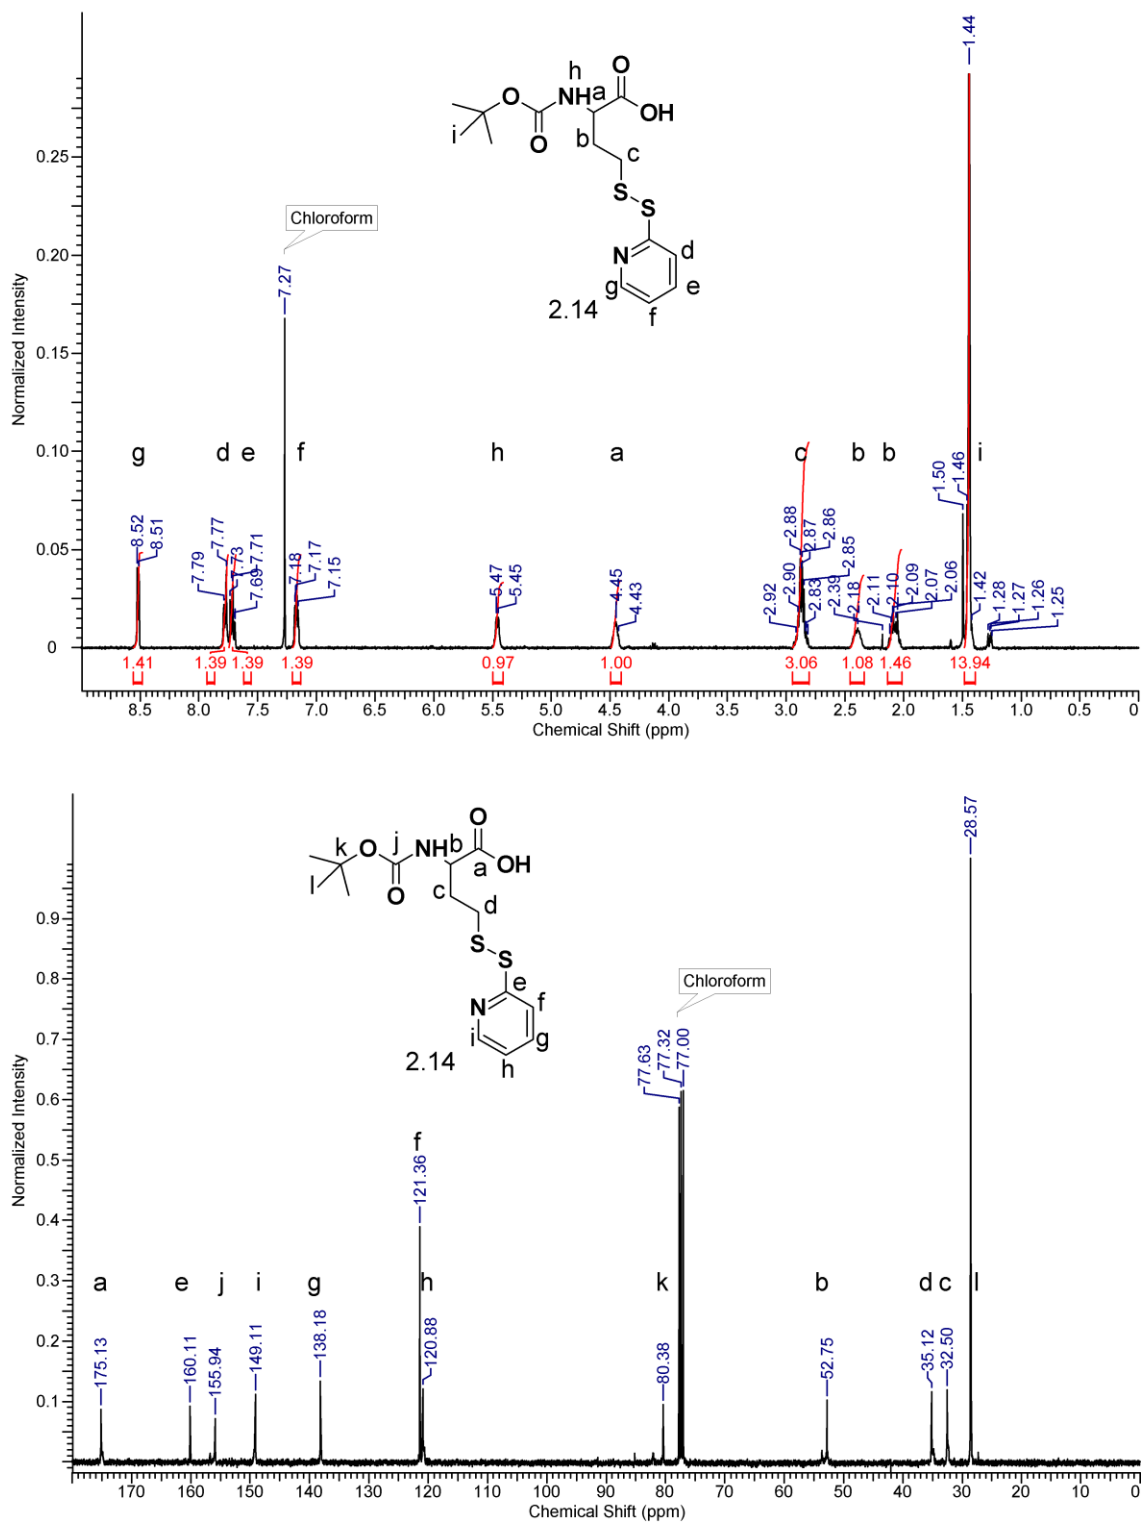 1.44
h
O
O
NH
a
OH
i
O
b
c
S
S
N
d
g
e
f
2.14
Chloroform
7.27
Normalized Intensity
0.25
0.20
0.15
0.10
0.05
0
g
d
e
f
h
a
c
b
b
i
8.52
8.51
7.79
7.77
7.73
7.71
7.69
7.18
7.17
7.15
5.47
5.45
4.45
4.43
2.92
2.90
2.88
2.87
2.86
2.85
2.83
2.39
2.18
2.11
2.10
2.09
2.07
2.06
1.50
1.46
1.42
1.28
1.27
1.26
1.25
1.41 1.39 1.39 1.39 0.97 1.00 3.06 1.08 1.46 13.94
8.5 8.0 7.5 7.0 6.5 6.0 5.5 5.0 4.5 4.0 3.5 3.0 2.5 2.0 1.5 1.0 0.5 0
Chemical Shift (ppm)
28.57
k
O
j
NH
b
O
a
OH
l
O
c
d
S
S
e
N
f
i
g
h
2.14
Chloroform
77.63
77.32
77.00
Normalized Intensity
0.9
0.8
0.7
0.6
0.5
0.4
0.3
0.2
0.1
f
121.36
a e j i g h k b d c l
175.13
160.11
155.94
149.11
138.18
120.88
80.38
52.75
35.12
32.50
170 160 150 140 130 120 110 100 90 80 70 60 50 40 30 20 10 0
Chemical Shift (ppm)